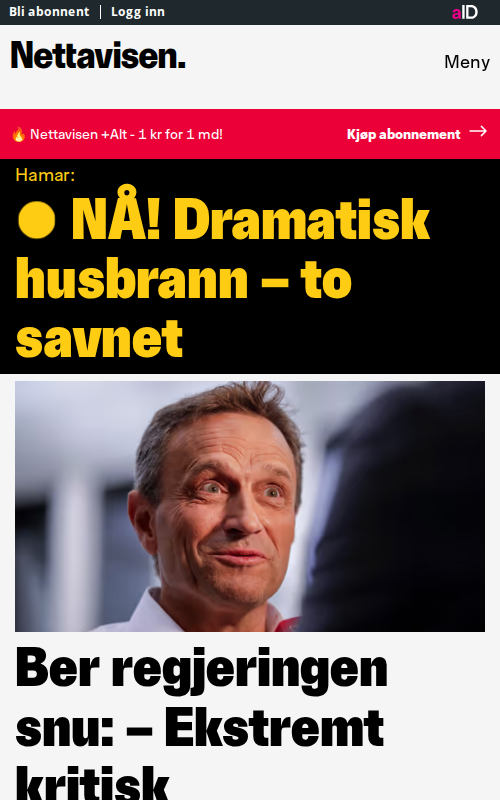 Bli abonnent | Logg inn
aID
Nettavisen.
Meny
🔥 Nettavisen +Alt - 1 kr for 1 md!
Kjøp abonnement →
Hamar:
NÅ! Dramatisk
husbrann – to
savnet
Ber regjeringen
snu: – Ekstremt
kritisk